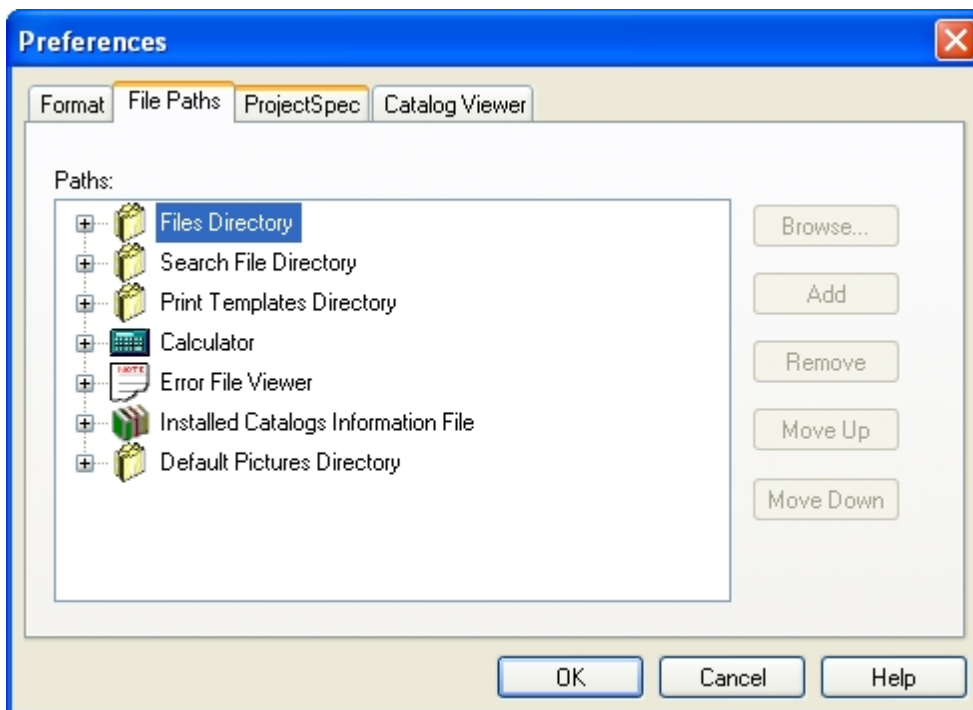 Preferences
Format File Paths ProjectSpec Catalog Viewer
Paths:
Files Directory
Search File Directory
Print Templates Directory
Calculator
NOTE
Error File Viewer
Installed Catalogs Information File
Default Pictures Directory
Browse...
Add
Remove
Move Up
Move Down
OK Cancel Help